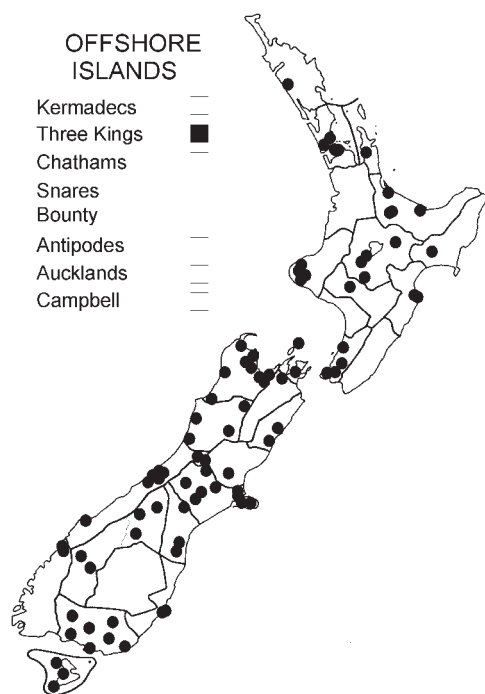 OFFSHORE
ISLANDS
Kermadecs
Three Kings
Chathams
Snares
Bounty
Antipodes
Aucklands
Campbell